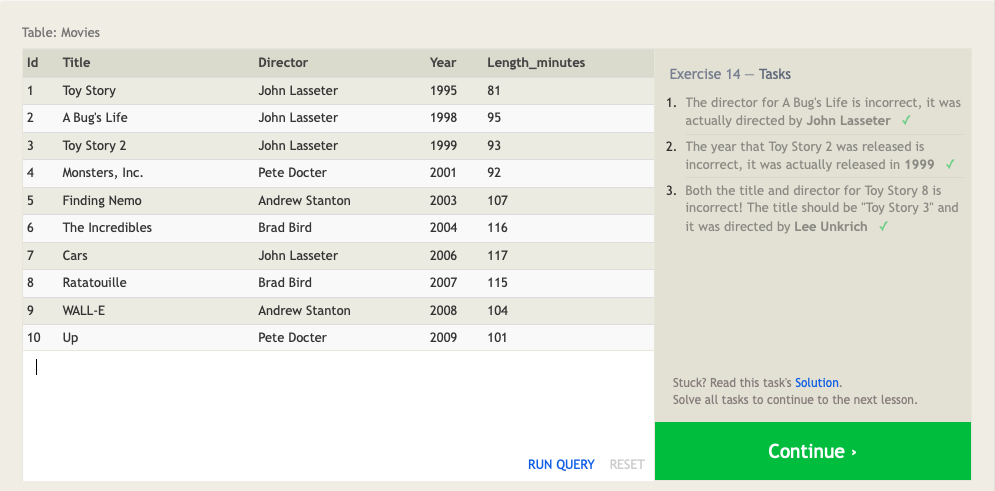 Table: Movies
Id Title Director Year Length_minutes
1 Toy Story John Lasseter 1995 81
2 A Bug's Life John Lasseter 1998 95
3 Toy Story 2 John Lasseter 1999 93
4 Monsters, Inc. Pete Docter 2001 92
5 Finding Nemo Andrew Stanton 2003 107
6 The Incredibles Brad Bird 2004 116
7 Cars John Lasseter 2006 117
8 Ratatouille Brad Bird 2007 115
9 WALL-E Andrew Stanton 2008 104
10 Up Pete Docter 2009 101
RUN QUERY RESET
Exercise 14 — Tasks
1. The director for A Bug's Life is incorrect, it was
actually directed by John Lasseter ✓
2. The year that Toy Story 2 was released is
incorrect, it was actually released in 1999 ✓
3. Both the title and director for Toy Story 8 is
incorrect! The title should be "Toy Story 3" and
it was directed by Lee Unkrich ✓
Stuck? Read this task's Solution.
Solve all tasks to continue to the next lesson.
Continue ›